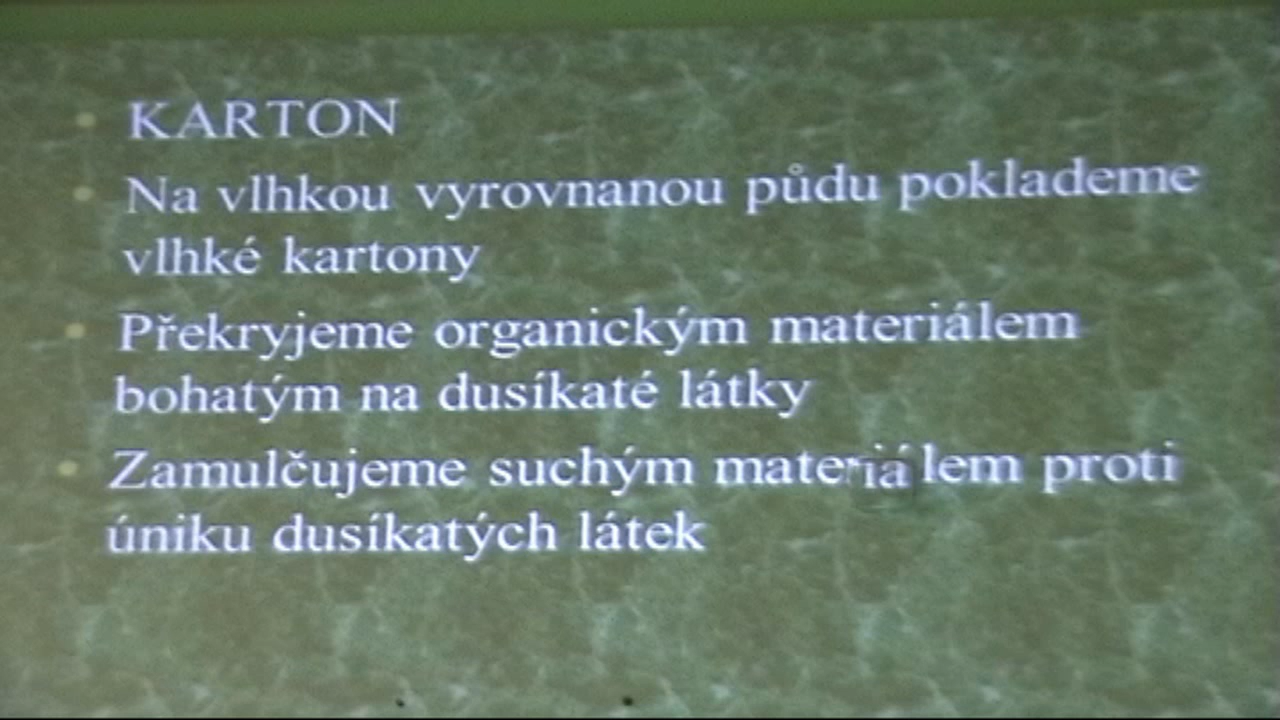 KARTON
Na vlhkou vyrovnanou půdu poklademe
vlhké kartony
Překryjeme organickým materiálem
bohatým na dusíkaté látky
Zamulčujeme suchým materiálem proti
úniku dusíkatých látek